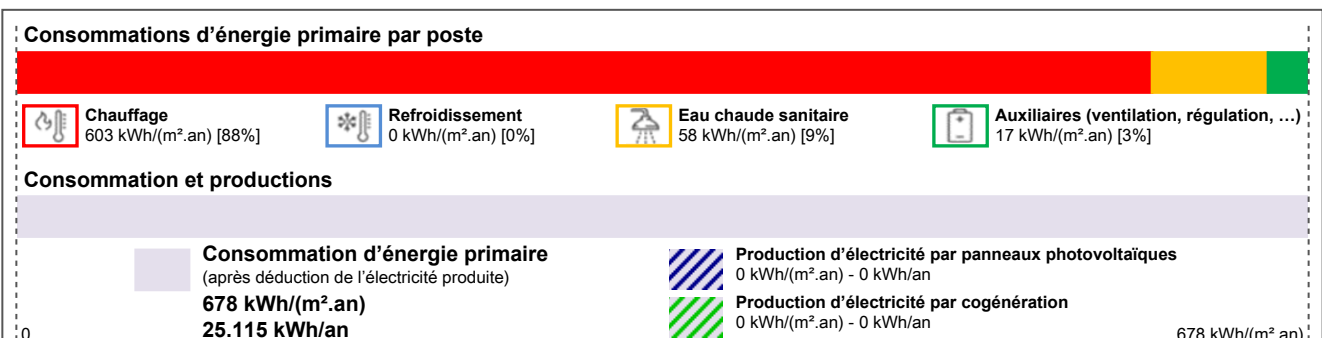 Consommations d’énergie primaire par poste
Chauffage
603 kWh/(m².an) [88%]
Refroidissement
0 kWh/(m².an) [0%]
Eau chaude sanitaire
58 kWh/(m².an) [9%]
Auxiliaires (ventilation, régulation, …)
17 kWh/(m².an) [3%]
Consommation et productions
Consommation d’énergie primaire
(après déduction de l’électricité produite)
678 kWh/(m².an)
25.115 kWh/an
Production d’électricité par panneaux photovoltaïques
0 kWh/(m².an) - 0 kWh/an
Production d’électricité par cogénération
0 kWh/(m².an) - 0 kWh/an
0
678 kWh/(m².an)